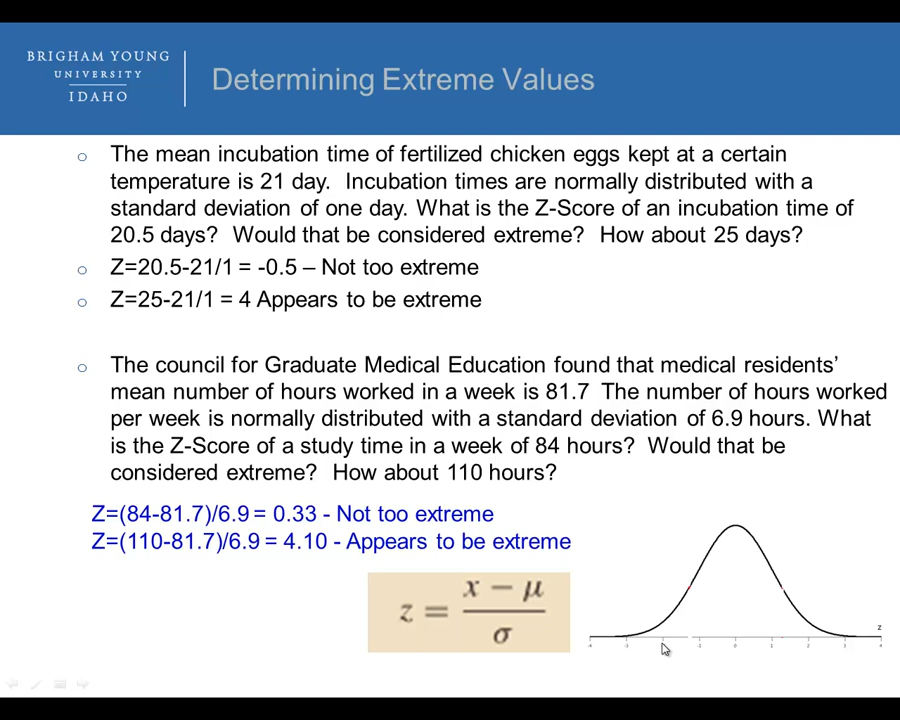 BRIGHAM YOUNG
UNIVERSITY
IDAHO
Determining Extreme Values
The mean incubation time of fertilized chicken eggs kept at a certain
temperature is 21 day. Incubation times are normally distributed with a
standard deviation of one day. What is the Z-Score of an incubation time of
20.5 days? Would that be considered extreme? How about 25 days?
Z=20.5-21/1 = -0.5 – Not too extreme
Z=25-21/1 = 4 Appears to be extreme
The council for Graduate Medical Education found that medical residents'
mean number of hours worked in a week is 81.7 The number of hours worked
per week is normally distributed with a standard deviation of 6.9 hours. What
is the Z-Score of a study time in a week of 84 hours? Would that be
considered extreme? How about 110 hours?
Z=(84-81.7)/6.9 = 0.33 - Not too extreme
Z=(110-81.7)/6.9 = 4.10 - Appears to be extreme
z = x − μ / σ
z
0 1 2 3 4